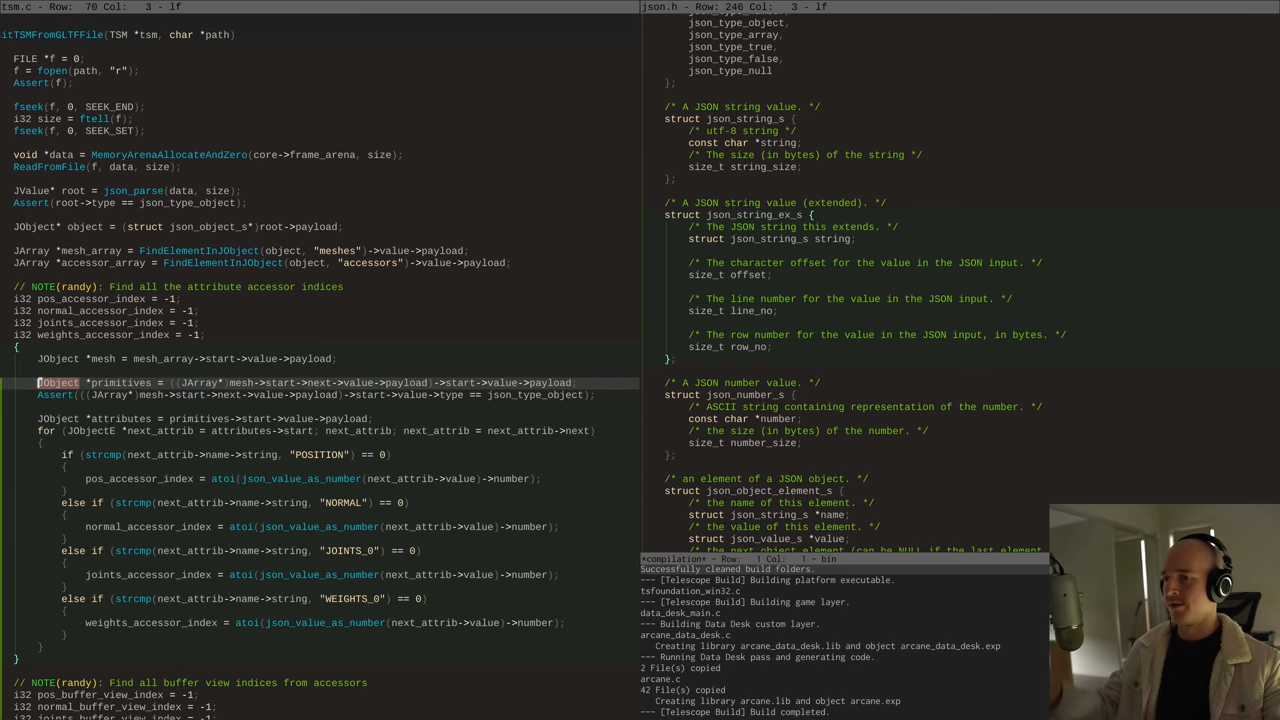 tsm.c - Row: 70 Col: 3 - lf
itTSMFromGLTFFile(TSM *tsm, char *path)
FILE *f = 0;
f = fopen(path, "r");
Assert(f);
fseek(f, 0, SEEK_END);
i32 size = ftell(f);
fseek(f, 0, SEEK_SET);
void *data = MemoryArenaAllocateAndZero(core->frame_arena, size);
ReadFromFile(f, data, size);
JValue* root = json_parse(data, size);
Assert(root->type == json_type_object);
JObject* object = (struct json_object_s*)root->payload;
JArray *mesh_array = FindElementInJObject(object, "meshes")->value->payload;
JArray *accessor_array = FindElementInJObject(object, "accessors")->value->payload;
// NOTE(randy): Find all the attribute accessor indices
i32 pos_accessor_index = -1;
i32 normal_accessor_index = -1;
i32 joints_accessor_index = -1;
i32 weights_accessor_index = -1;
{
JObject *mesh = mesh_array->start->value->payload;
JObject *primitives = ((JArray*)mesh->start->next->value->payload)->start->value->payload;
Assert(((JArray*)mesh->start->next->value->payload)->start->value->type == json_type_object);
JObject *attributes = primitives->start->value->payload;
for (JObjectE *next_attrib = attributes->start; next_attrib; next_attrib = next_attrib->next)
{
if (strcmp(next_attrib->name->string, "POSITION") == 0)
{
pos_accessor_index = atoi(json_value_as_number(next_attrib->value)->number);
}
else if (strcmp(next_attrib->name->string, "NORMAL") == 0)
{
normal_accessor_index = atoi(json_value_as_number(next_attrib->value)->number);
}
else if (strcmp(next_attrib->name->string, "JOINTS_0") == 0)
{
joints_accessor_index = atoi(json_value_as_number(next_attrib->value)->number);
}
else if (strcmp(next_attrib->name->string, "WEIGHTS_0") == 0)
{
weights_accessor_index = atoi(json_value_as_number(next_attrib->value)->number);
}
}
}
// NOTE(randy): Find all buffer view indices from accessors
i32 pos_buffer_view_index = -1;
i32 normal_buffer_view_index = -1;
i32 joints_buffer_view_index = -1;
json.h - Row: 246 Col: 3 - lf
json_type_object,
json_type_array,
json_type_true,
json_type_false,
json_type_null
};
/* A JSON string value. */
struct json_string_s {
/* utf-8 string */
const char *string;
/* The size (in bytes) of the string */
size_t string_size;
};
/* A JSON string value (extended). */
struct json_string_ex_s {
/* The JSON string this extends. */
struct json_string_s string;
/* The character offset for the value in the JSON input. */
size_t offset;
/* The line number for the value in the JSON input. */
size_t line_no;
/* The row number for the value in the JSON input, in bytes. */
size_t row_no;
};
/* A JSON number value. */
struct json_number_s {
/* ASCII string containing representation of the number. */
const char *number;
/* the size (in bytes) of the number. */
size_t number_size;
};
/* an element of a JSON object. */
struct json_object_element_s {
/* the name of this element. */
struct json_string_s *name;
/* the value of this element. */
struct json_value_s *value;
/* the next object element (can be NULL if the last element
*compilation* - Row: 1 Col: 1 - bin
Successfully cleaned build folders.
--- [Telescope Build] Building platform executable.
tsfoundation_win32.c
--- [Telescope Build] Building game layer.
data_desk_main.c
--- Building Data Desk custom layer.
arcane_data_desk.c
Creating library arcane_data_desk.lib and object arcane_data_desk.exp
--- Running Data Desk pass and generating code.
2 File(s) copied
arcane.c
42 File(s) copied
Creating library arcane.lib and object arcane.exp
--- [Telescope Build] Build completed.